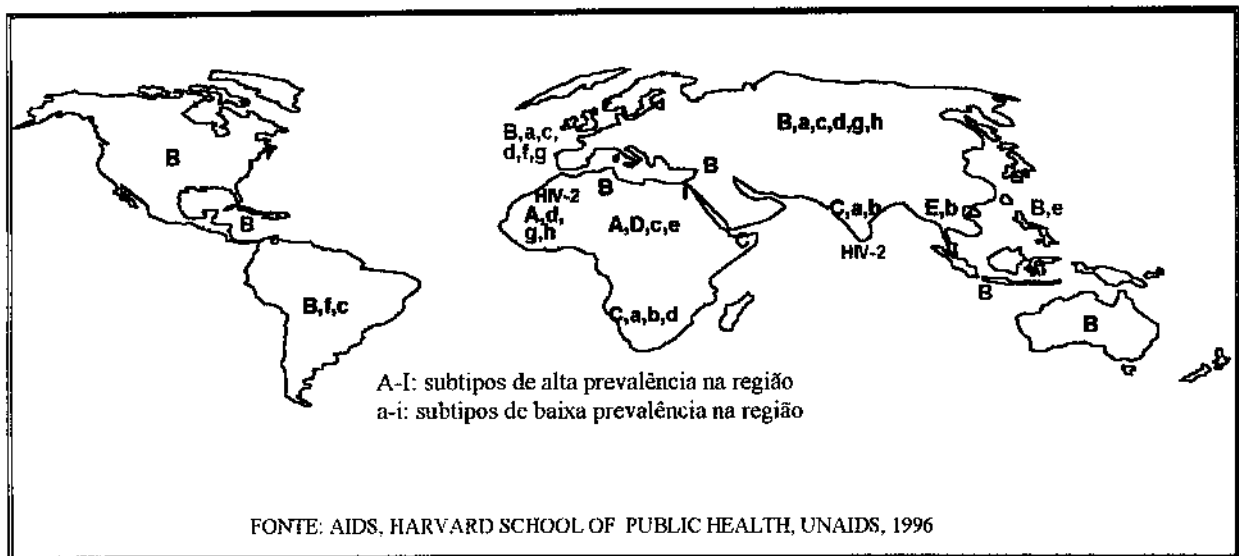 B
B
B,f,c
B,a,c,
d,f,g
B,a,c,d,g,h
B
B
HIV-2
A,d,
g,h
A,D,c,e
C
C,a,b,d
C,a,b
HIV-2
E,b
B,e
B
B
A-I: subtipos de alta prevalência na região
a-i: subtipos de baixa prevalência na região
FONTE: AIDS, HARVARD SCHOOL OF PUBLIC HEALTH, UNAIDS, 1996